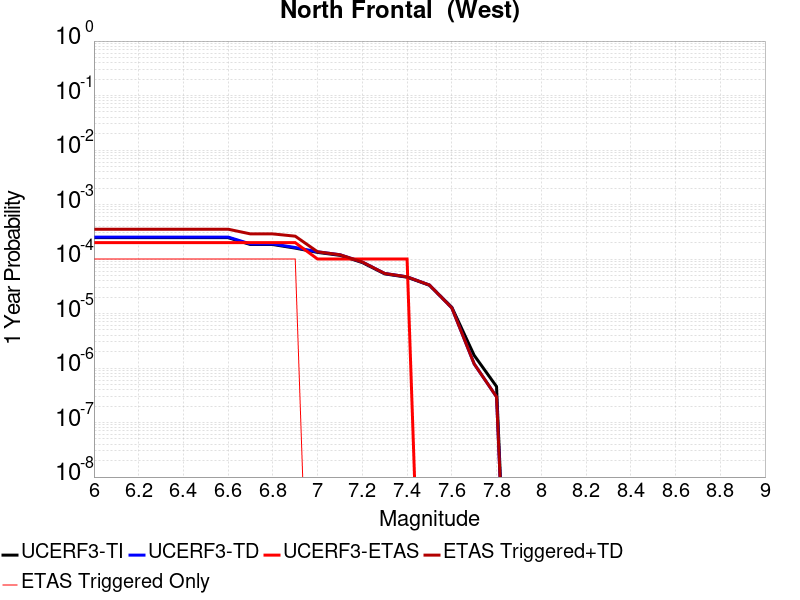 North Frontal (West)
10^0
10^-1
10^-2
10^-3
10^-4
10^-5
10^-6
10^-7
10^-8
1 Year Probability
6 6.2 6.4 6.6 6.8 7 7.2 7.4 7.6 7.8 8 8.2 8.4 8.6 8.8 9
Magnitude
UCERF3-TI UCERF3-TD UCERF3-ETAS ETAS Triggered+TD
ETAS Triggered Only